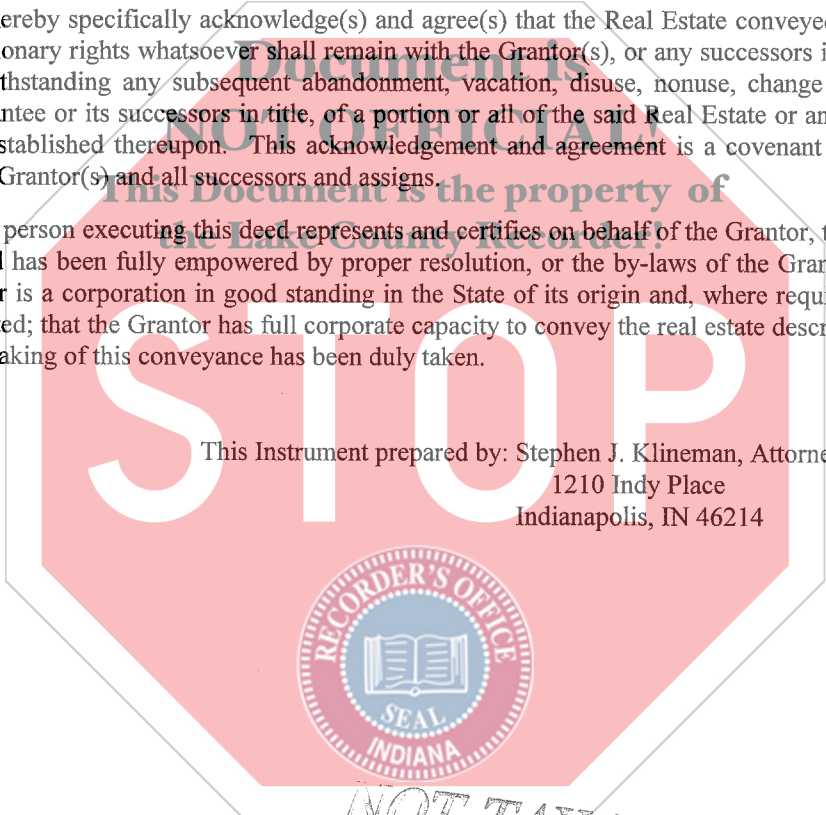 ereby specifically acknowledge(s) and agree(s) that the Real Estate conveyed
onary rights whatsoever shall remain with the Grantor(s), or any successors i
thstanding any subsequent abandonment, vacation, disuse, nonuse, change
ntee or its successors in title, of a portion or all of the said Real Estate or an
stablished thereupon. This acknowledgement and agreement is a covenant
Grantor(s) and all successors and assigns.
person executing this deed represents and certifies on behalf of the Grantor, t
l has been fully empowered by proper resolution, or the by-laws of the Gran
r is a corporation in good standing in the State of its origin and, where requi
ed; that the Grantor has full corporate capacity to convey the real estate descr
aking of this conveyance has been duly taken.
This Instrument prepared by: Stephen J. Klineman, Attorne
1210 Indy Place
Indianapolis, IN 46214
Document is
NOT OFFICIAL!
This Document is the property of
the Lake County Recorder!
STOP
RECORDER'S OFFICE
SEAL
INDIANA
NOT